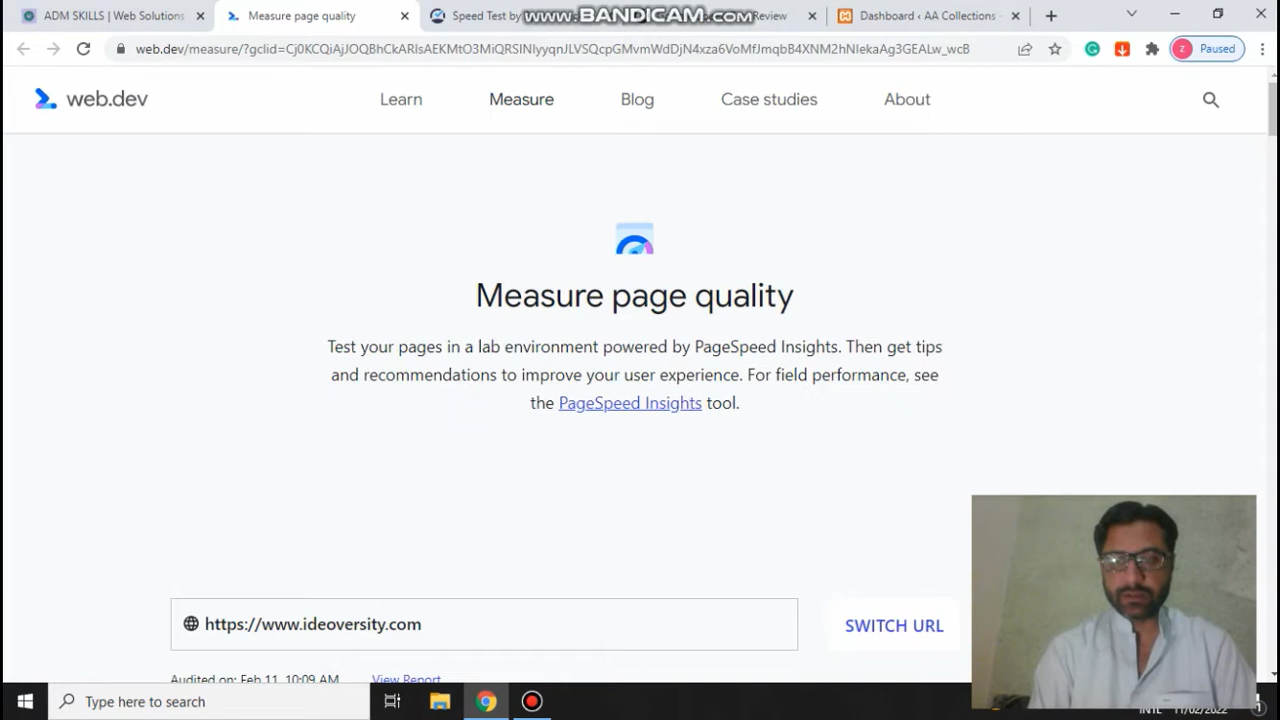 ADM SKILLS | Web Solutions
Measure page quality
Speed Test by
www.BANDICAM.com
Review
Dashboard ‹ AA Collections -
web.dev/measure/?gclid=Cj0KCQiAjJOQBhCkARIsAEKMtO3MiQRSINIyyqnJLVSQcpGMvmWdDjN4xza6VoMfJmqbB4XNM2hNIekaAg3GEALw_wcB
Z
Paused
web.dev
Learn
Measure
Blog
Case studies
About
Measure page quality
Test your pages in a lab environment powered by PageSpeed Insights. Then get tips
and recommendations to improve your user experience. For field performance, see
the PageSpeed Insights tool.
https://www.ideoversity.com
SWITCH URL
Audited on: Feb 11, 10:09 AM
View Report
Type here to search
INTL
11/02/2022